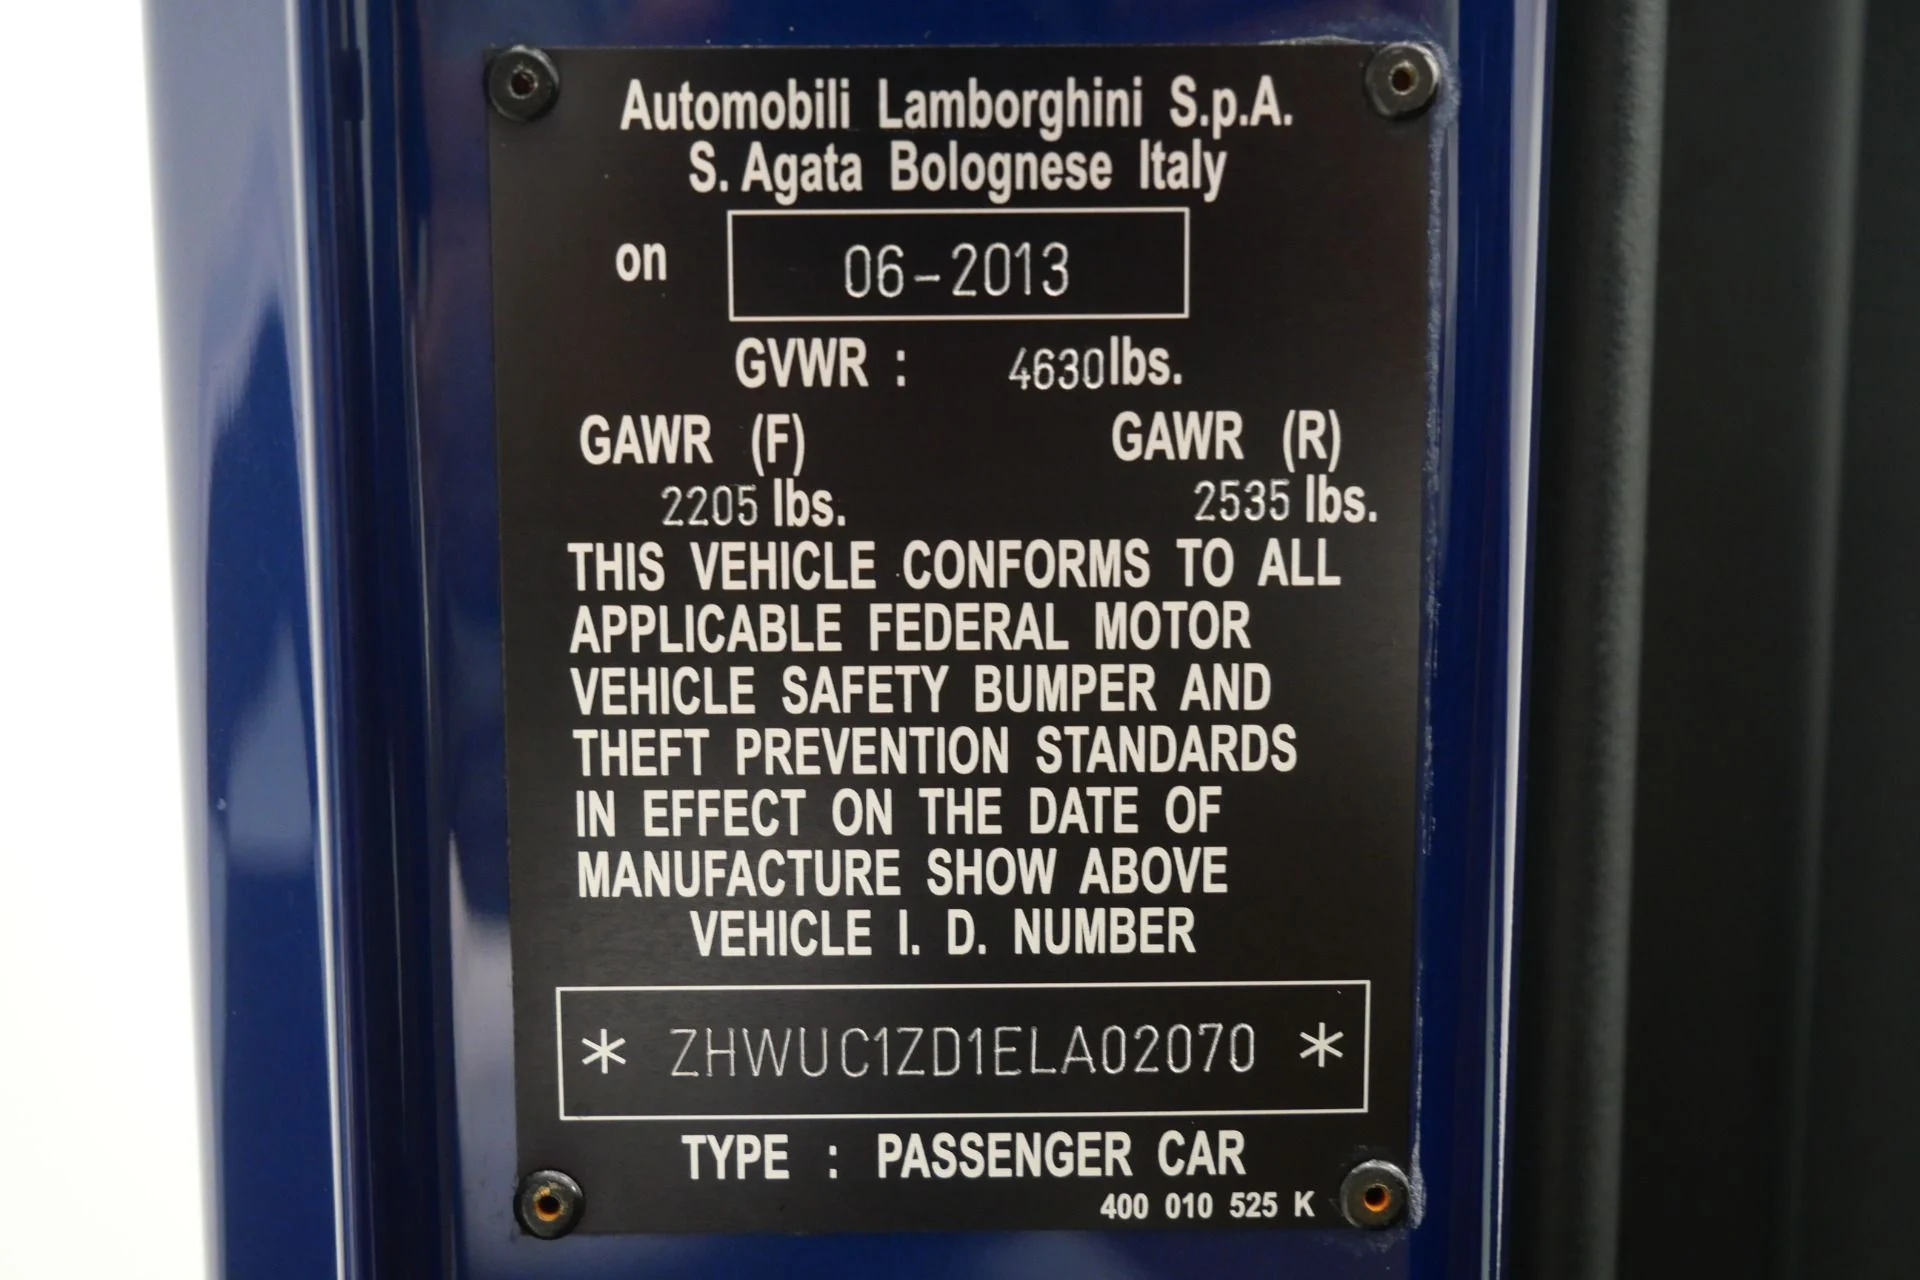 Automobili Lamborghini S.p.A.
S. Agata Bolognese Italy
on 06-2013
GVWR : 4630 lbs.
GAWR (F) GAWR (R)
2205 lbs. 2535 lbs.
THIS VEHICLE CONFORMS TO ALL
APPLICABLE FEDERAL MOTOR
VEHICLE SAFETY BUMPER AND
THEFT PREVENTION STANDARDS
IN EFFECT ON THE DATE OF
MANUFACTURE SHOW ABOVE
VEHICLE I. D. NUMBER
* ZHWUC1ZD1ELA02070 *
TYPE : PASSENGER CAR
400 010 525 K